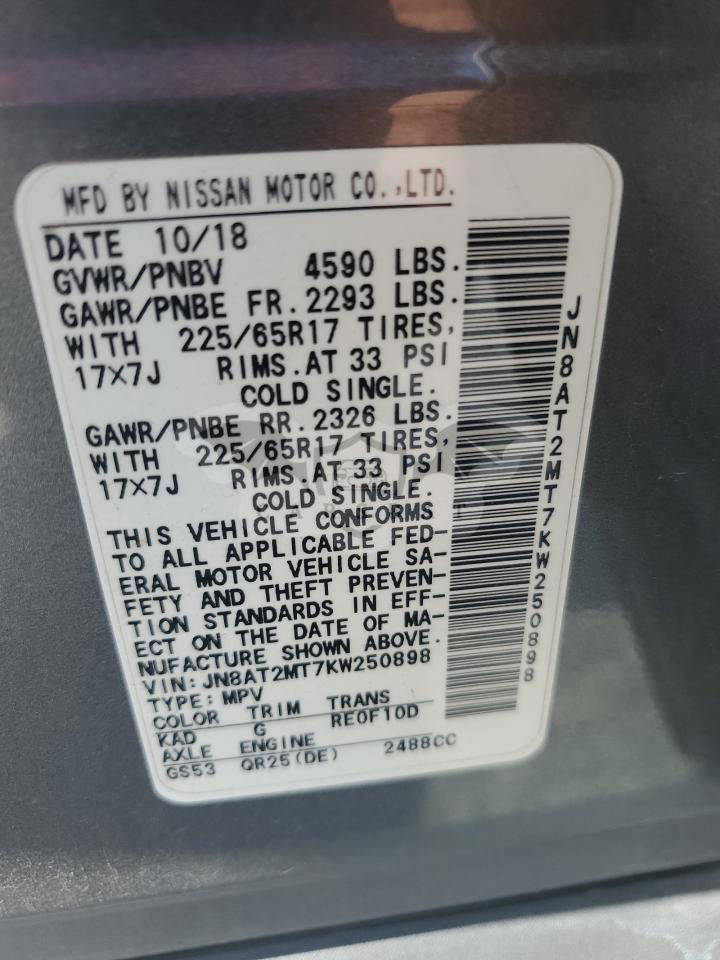 MFD BY NISSAN MOTOR CO.,LTD.
DATE 10/18
GVWR/PNBV 4590 LBS.
GAWR/PNBE FR. 2293 LBS.
WITH 225/65R17 TIRES,
17×7J RIMS.AT 33 PSI
COLD SINGLE.
GAWR/PNBE RR. 2326 LBS.
WITH 225/65R17 TIRES,
17×7J RIMS.AT 33 PSI
COLD SINGLE.
THIS VEHICLE CONFORMS
TO ALL APPLICABLE FED-
ERAL MOTOR VEHICLE SA-
FETY AND THEFT PREVEN-
TION STANDARDS IN EFF-
ECT ON THE DATE OF MA-
NUFACTURE SHOWN ABOVE.
VIN: JN8AT2MT7KW250898
TYPE: MPV
COLOR TRIM TRANS
KAD G RE0F10D
AXLE ENGINE
GS53 QR25(DE) 2488CC
JN8AT2MT7KW250898